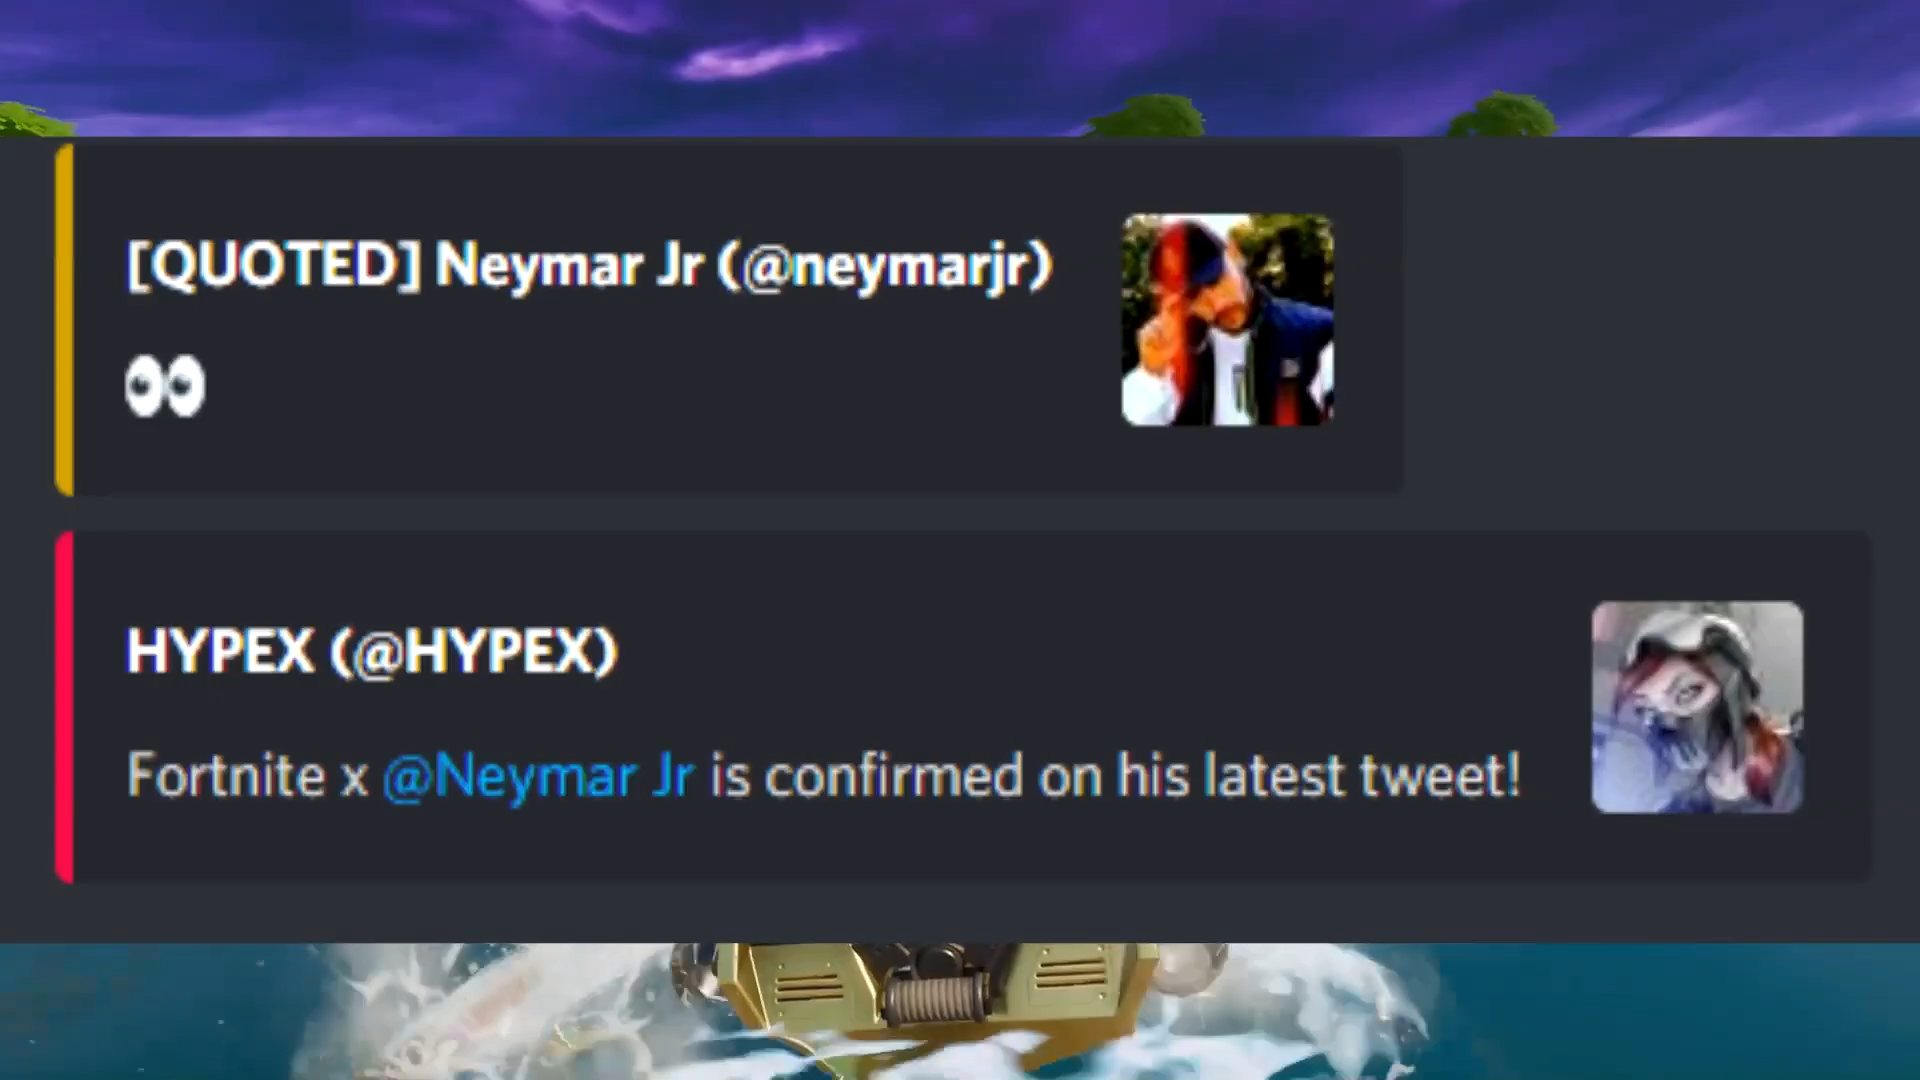 [QUOTED] Neymar Jr (@neymarjr)
👀
HYPEX (@HYPEX)
Fortnite x @Neymar Jr is confirmed on his latest tweet!